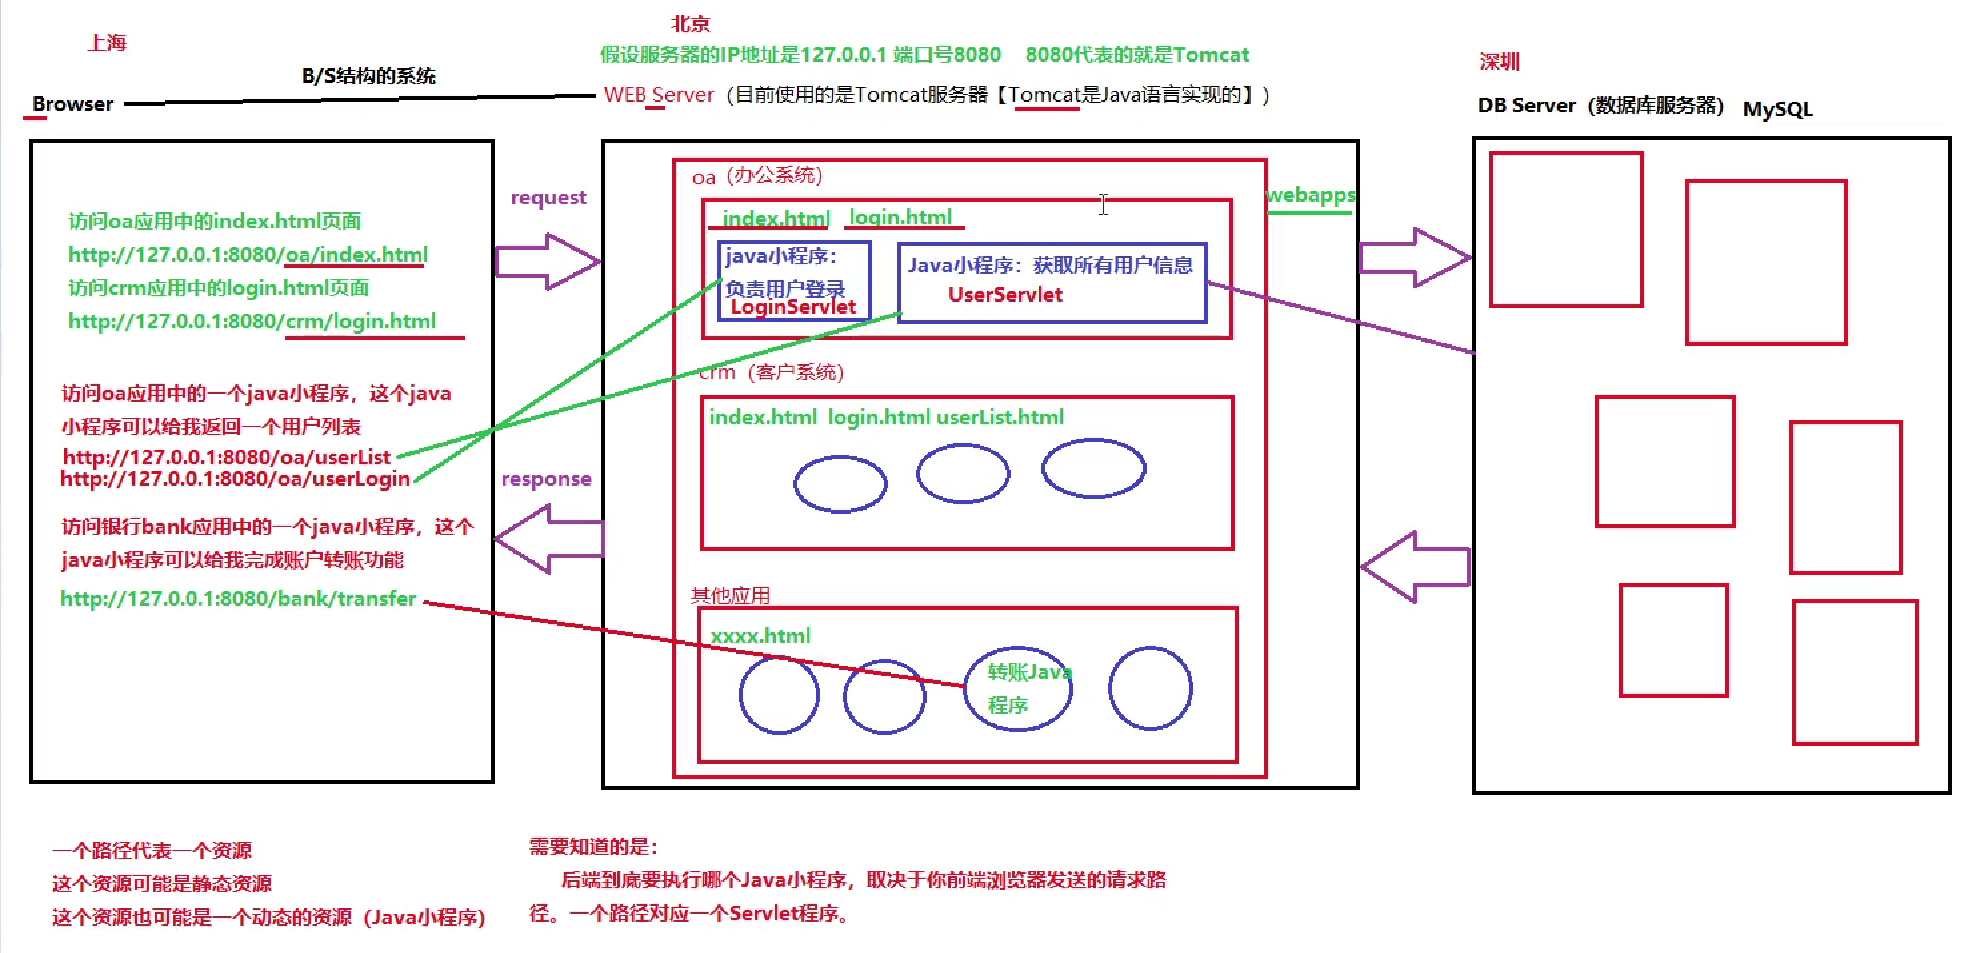 上海
B/S结构的系统
Browser
访问oa应用中的index.html页面
http://127.0.0.1:8080/oa/index.html
访问crm应用中的login.html页面
http://127.0.0.1:8080/crm/login.html
访问oa应用中的一个java小程序，这个java
小程序可以给我返回一个用户列表
http://127.0.0.1:8080/oa/userList
http://127.0.0.1:8080/oa/userLogin
访问银行bank应用中的一个java小程序，这个
java小程序可以给我完成账户转账功能
http://127.0.0.1:8080/bank/transfer
request
response
北京
假设服务器的IP地址是127.0.0.1 端口号8080 8080代表的就是Tomcat
WEB Server（目前使用的是Tomcat服务器【Tomcat是Java语言实现的】）
webapps
oa（办公系统）
index.html login.html
java小程序：
负责用户登录
LoginServlet
Java小程序：获取所有用户信息
UserServlet
crm（客户系统）
index.html login.html userList.html
其他应用
xxxx.html
转账Java
程序
深圳
DB Server（数据库服务器） MySQL
一个路径代表一个资源
这个资源可能是静态资源
这个资源也可能是一个动态的资源（Java小程序）
需要知道的是：
后端到底要执行哪个Java小程序，取决于你前端浏览器发送的请求路
径。一个路径对应一个Servlet程序。